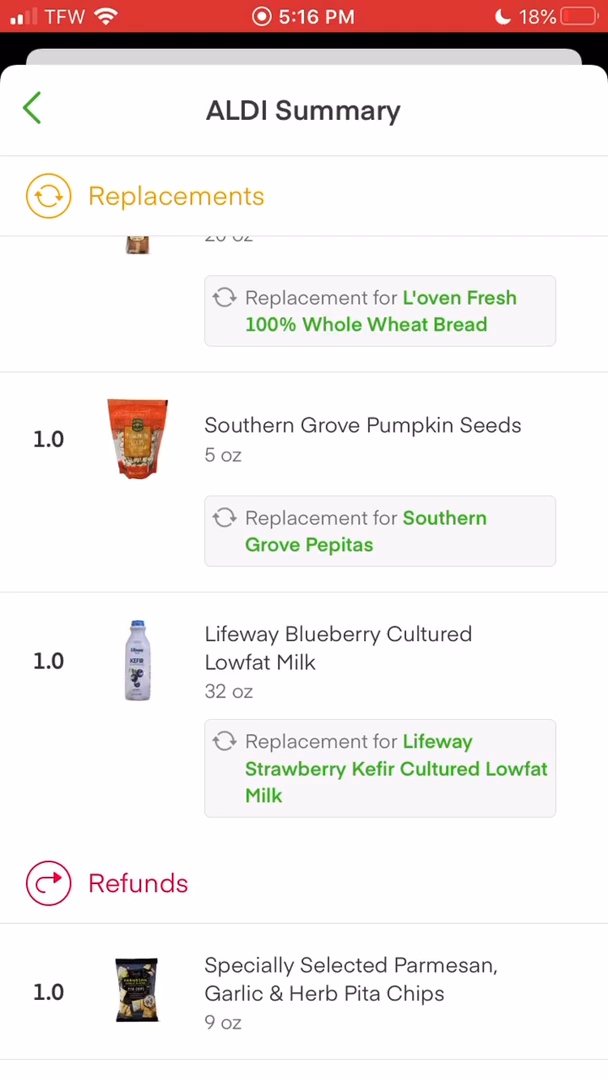 TFW 5:16 PM 18%
ALDI Summary
Replacements
20 oz
Replacement for L'oven Fresh
100% Whole Wheat Bread
1.0
Southern Grove Pumpkin Seeds
5 oz
Replacement for Southern
Grove Pepitas
1.0
KEFIR
Lifeway Blueberry Cultured
Lowfat Milk
32 oz
Replacement for Lifeway
Strawberry Kefir Cultured Lowfat
Milk
Refunds
1.0
Specially Selected Parmesan,
Garlic & Herb Pita Chips
9 oz